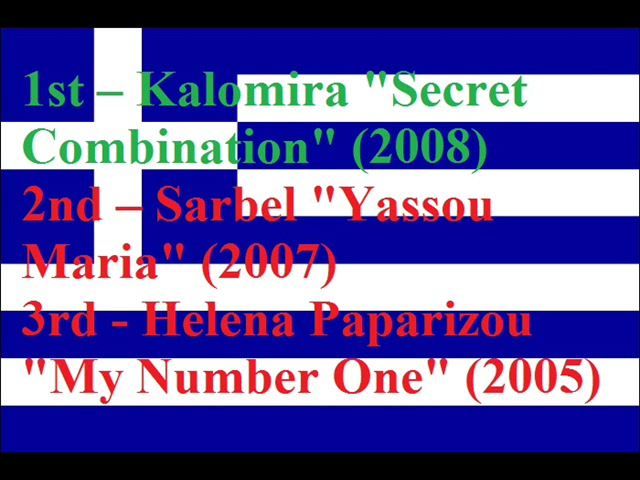 1st – Kalomira "Secret
Combination" (2008)
2nd – Sarbel "Yassou
Maria" (2007)
3rd - Helena Paparizou
"My Number One" (2005)